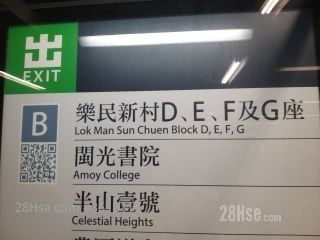 出
EXIT
B
樂民新村D、E、F及G座
Lok Man Sun Chuen Block D, E, F, G
閩光書院
Amoy College
半山壹號
Celestial Heights
28Hse.com
28Hse.com